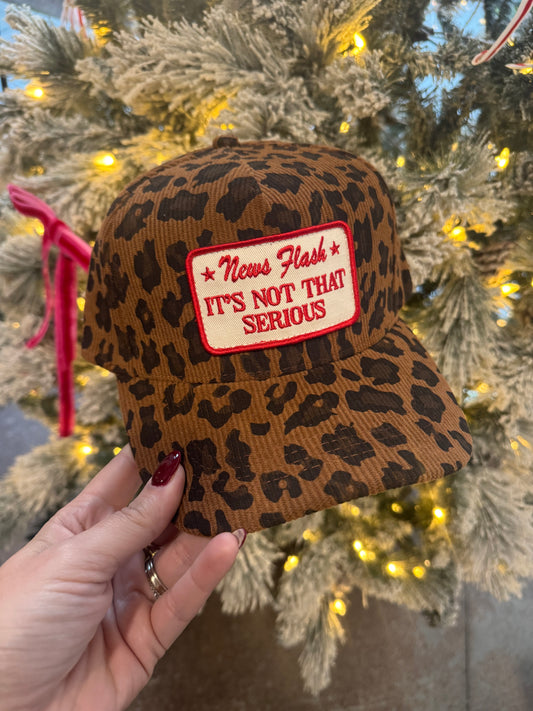 ★ News Flash ★
IT'S NOT THAT
SERIOUS